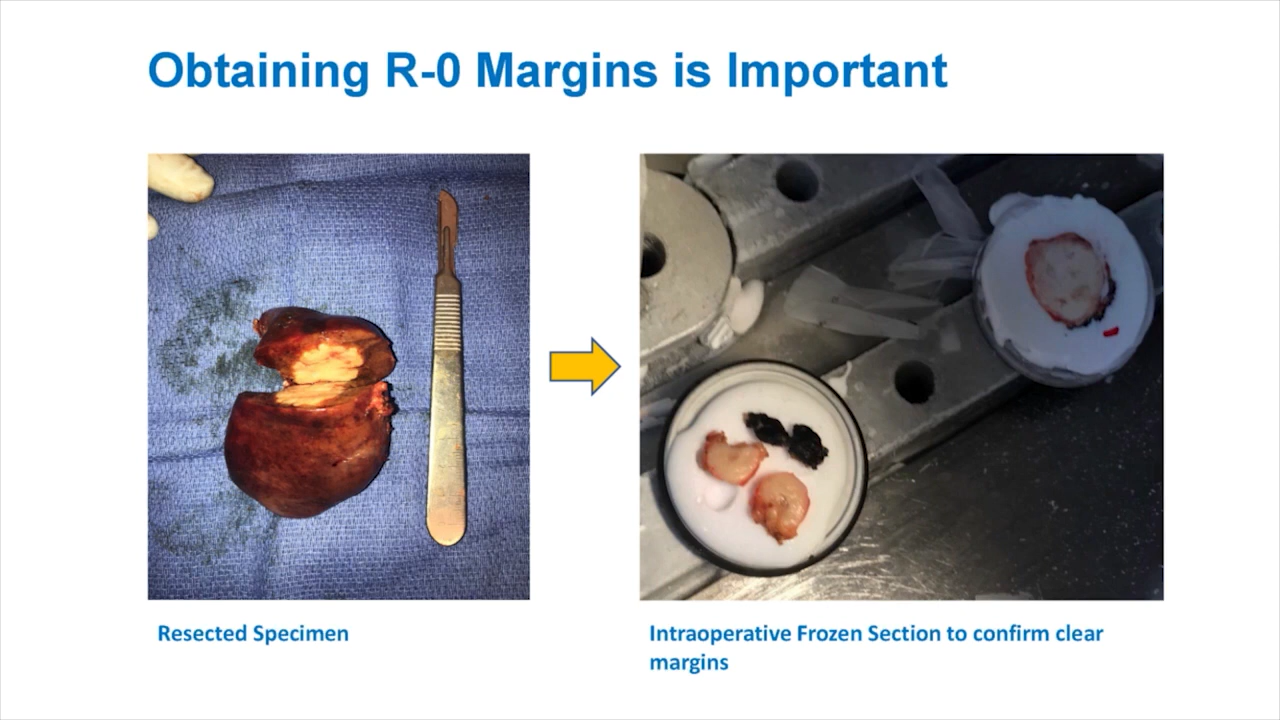 Obtaining R-0 Margins is Important
Resected Specimen
Intraoperative Frozen Section to confirm clear
margins